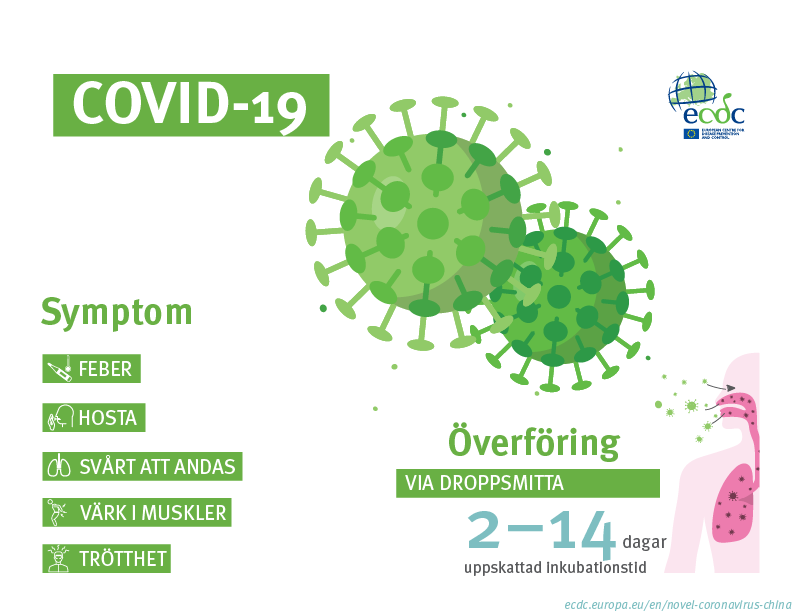 COVID-19
ecdc
EUROPEAN CENTRE FOR
DISEASE PREVENTION
AND CONTROL
Symptom
FEBER
HOSTA
SVÅRT ATT ANDAS
VÄRK I MUSKLER
TRÖTTHET
Överföring
VIA DROPPSMITTA
2–14 dagar
uppskattad inkubationstid
ecdc.europa.eu/en/novel-coronavirus-china